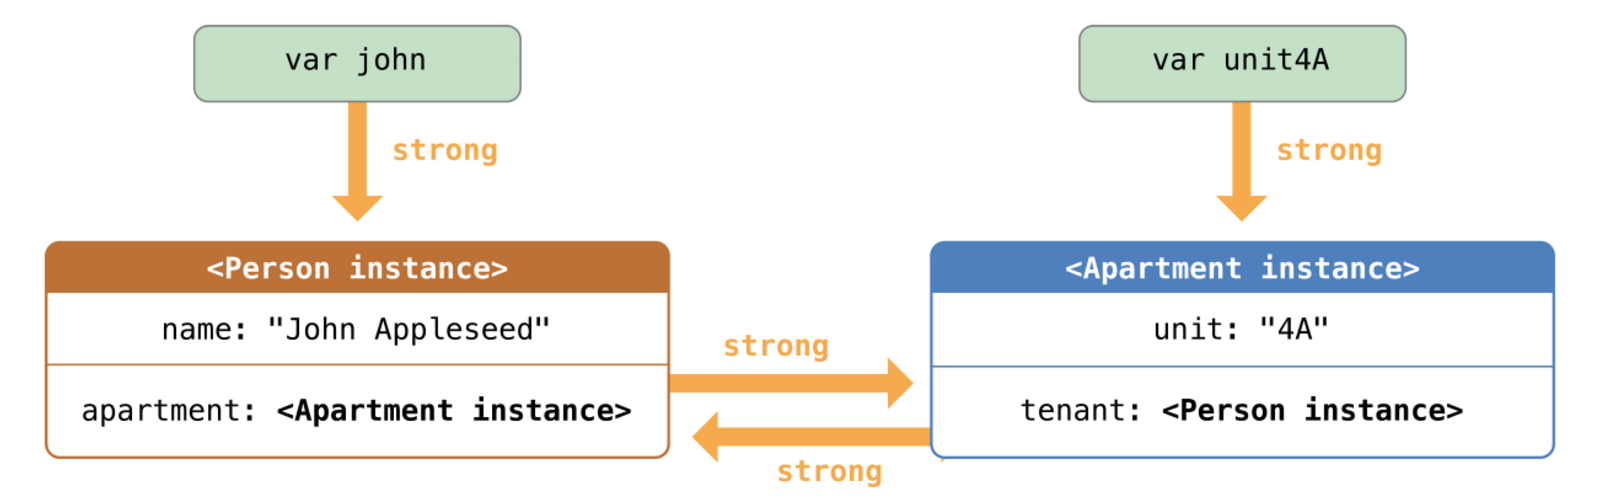 var john
var unit4A
strong
strong
<Person instance>
<Apartment instance>
name: "John Appleseed"
unit: "4A"
strong
apartment: <Apartment instance>
tenant: <Person instance>
strong